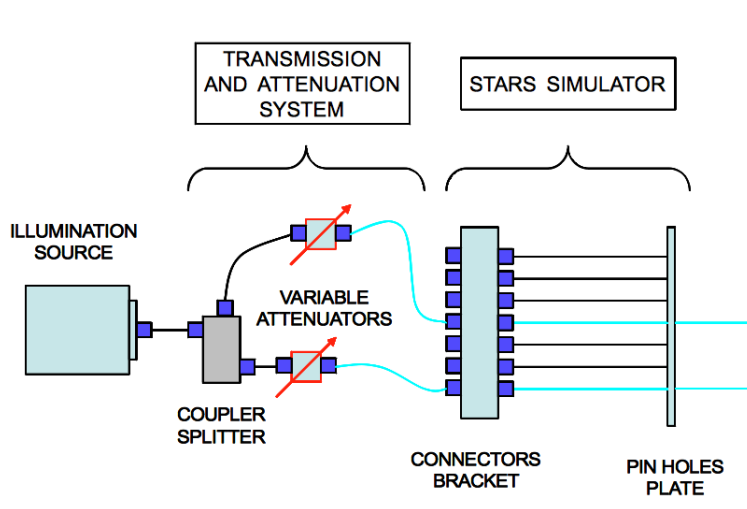 TRANSMISSION
AND ATTENUATION
SYSTEM
STARS SIMULATOR
ILLUMINATION
SOURCE
VARIABLE
ATTENUATORS
COUPLER
SPLITTER
CONNECTORS
BRACKET
PIN HOLES
PLATE